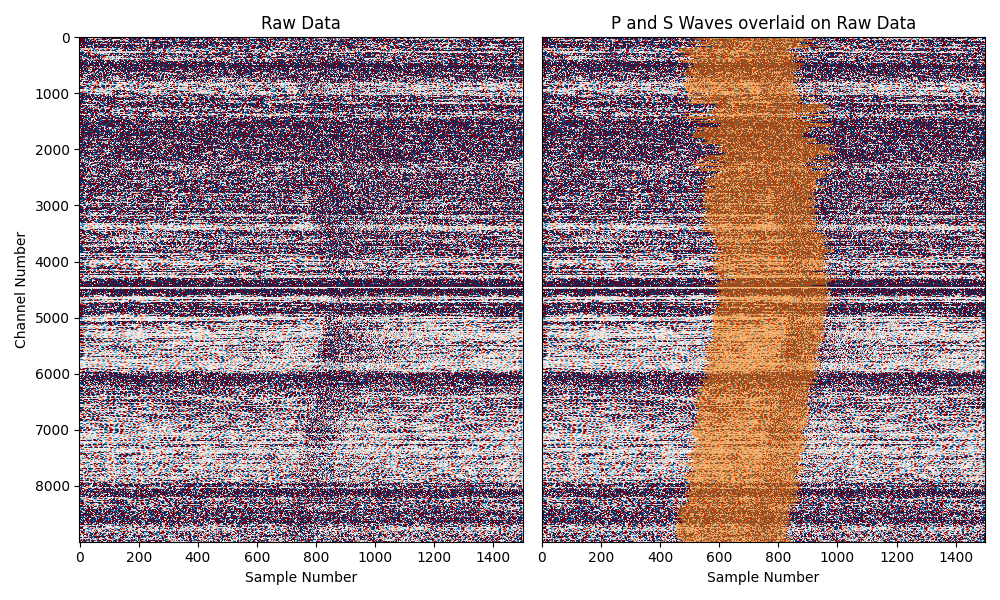 Raw Data
P and S Waves overlaid on Raw Data
Channel Number
0
1000
2000
3000
4000
5000
6000
7000
8000
0 200 400 600 800 1000 1200 1400
0 200 400 600 800 1000 1200 1400
Sample Number
Sample Number